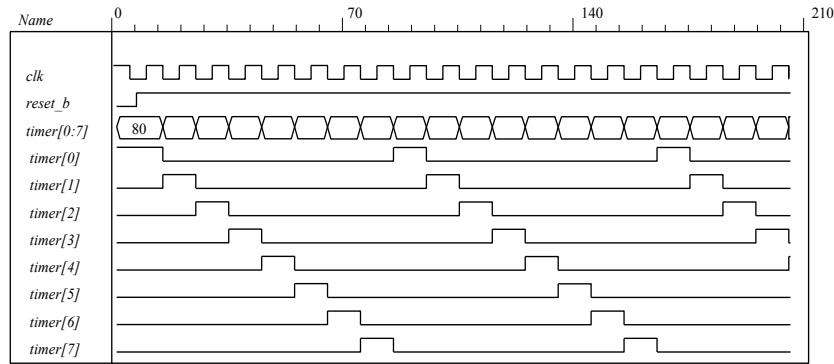 Name 0 70 140 210
clk
reset_b
timer[0:7] 80
timer[0]
timer[1]
timer[2]
timer[3]
timer[4]
timer[5]
timer[6]
timer[7]